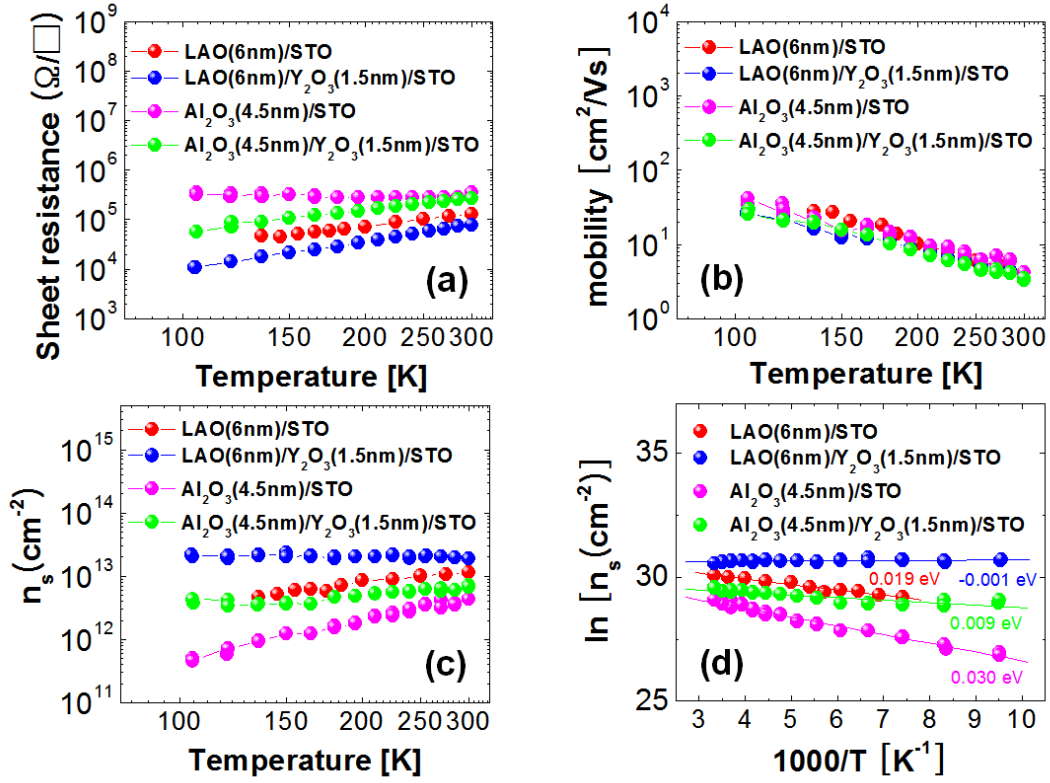 Sheet resistance (Ω/□)
10⁹
10⁸
10⁷
10⁶
10⁵
10⁴
10³
LAO(6nm)/STO
LAO(6nm)/Y₂O₃(1.5nm)/STO
Al₂O₃(4.5nm)/STO
Al₂O₃(4.5nm)/Y₂O₃(1.5nm)/STO
(a)
100 150 200 250 300
Temperature [K]
mobility [cm²/Vs]
10⁴
10³
10²
10¹
10⁰
LAO(6nm)/STO
LAO(6nm)/Y₂O₃(1.5nm)/STO
Al₂O₃(4.5nm)/STO
Al₂O₃(4.5nm)/Y₂O₃(1.5nm)/STO
(b)
100 150 200 250 300
Temperature [K]
nₛ(cm⁻²)
10¹⁵
10¹⁴
10¹³
10¹²
10¹¹
LAO(6nm)/STO
LAO(6nm)/Y₂O₃(1.5nm)/STO
Al₂O₃(4.5nm)/STO
Al₂O₃(4.5nm)/Y₂O₃(1.5nm)/STO
(c)
100 150 200 250 300
Temperature [K]
ln [nₛ(cm⁻²)]
35
30
25
LAO(6nm)/STO
LAO(6nm)/Y₂O₃(1.5nm)/STO
Al₂O₃(4.5nm)/STO
Al₂O₃(4.5nm)/Y₂O₃(1.5nm)/STO
0.019 eV -0.001 eV
0.009 eV
0.030 eV
(d)
3 4 5 6 7 8 9 10
1000/T [K⁻¹]